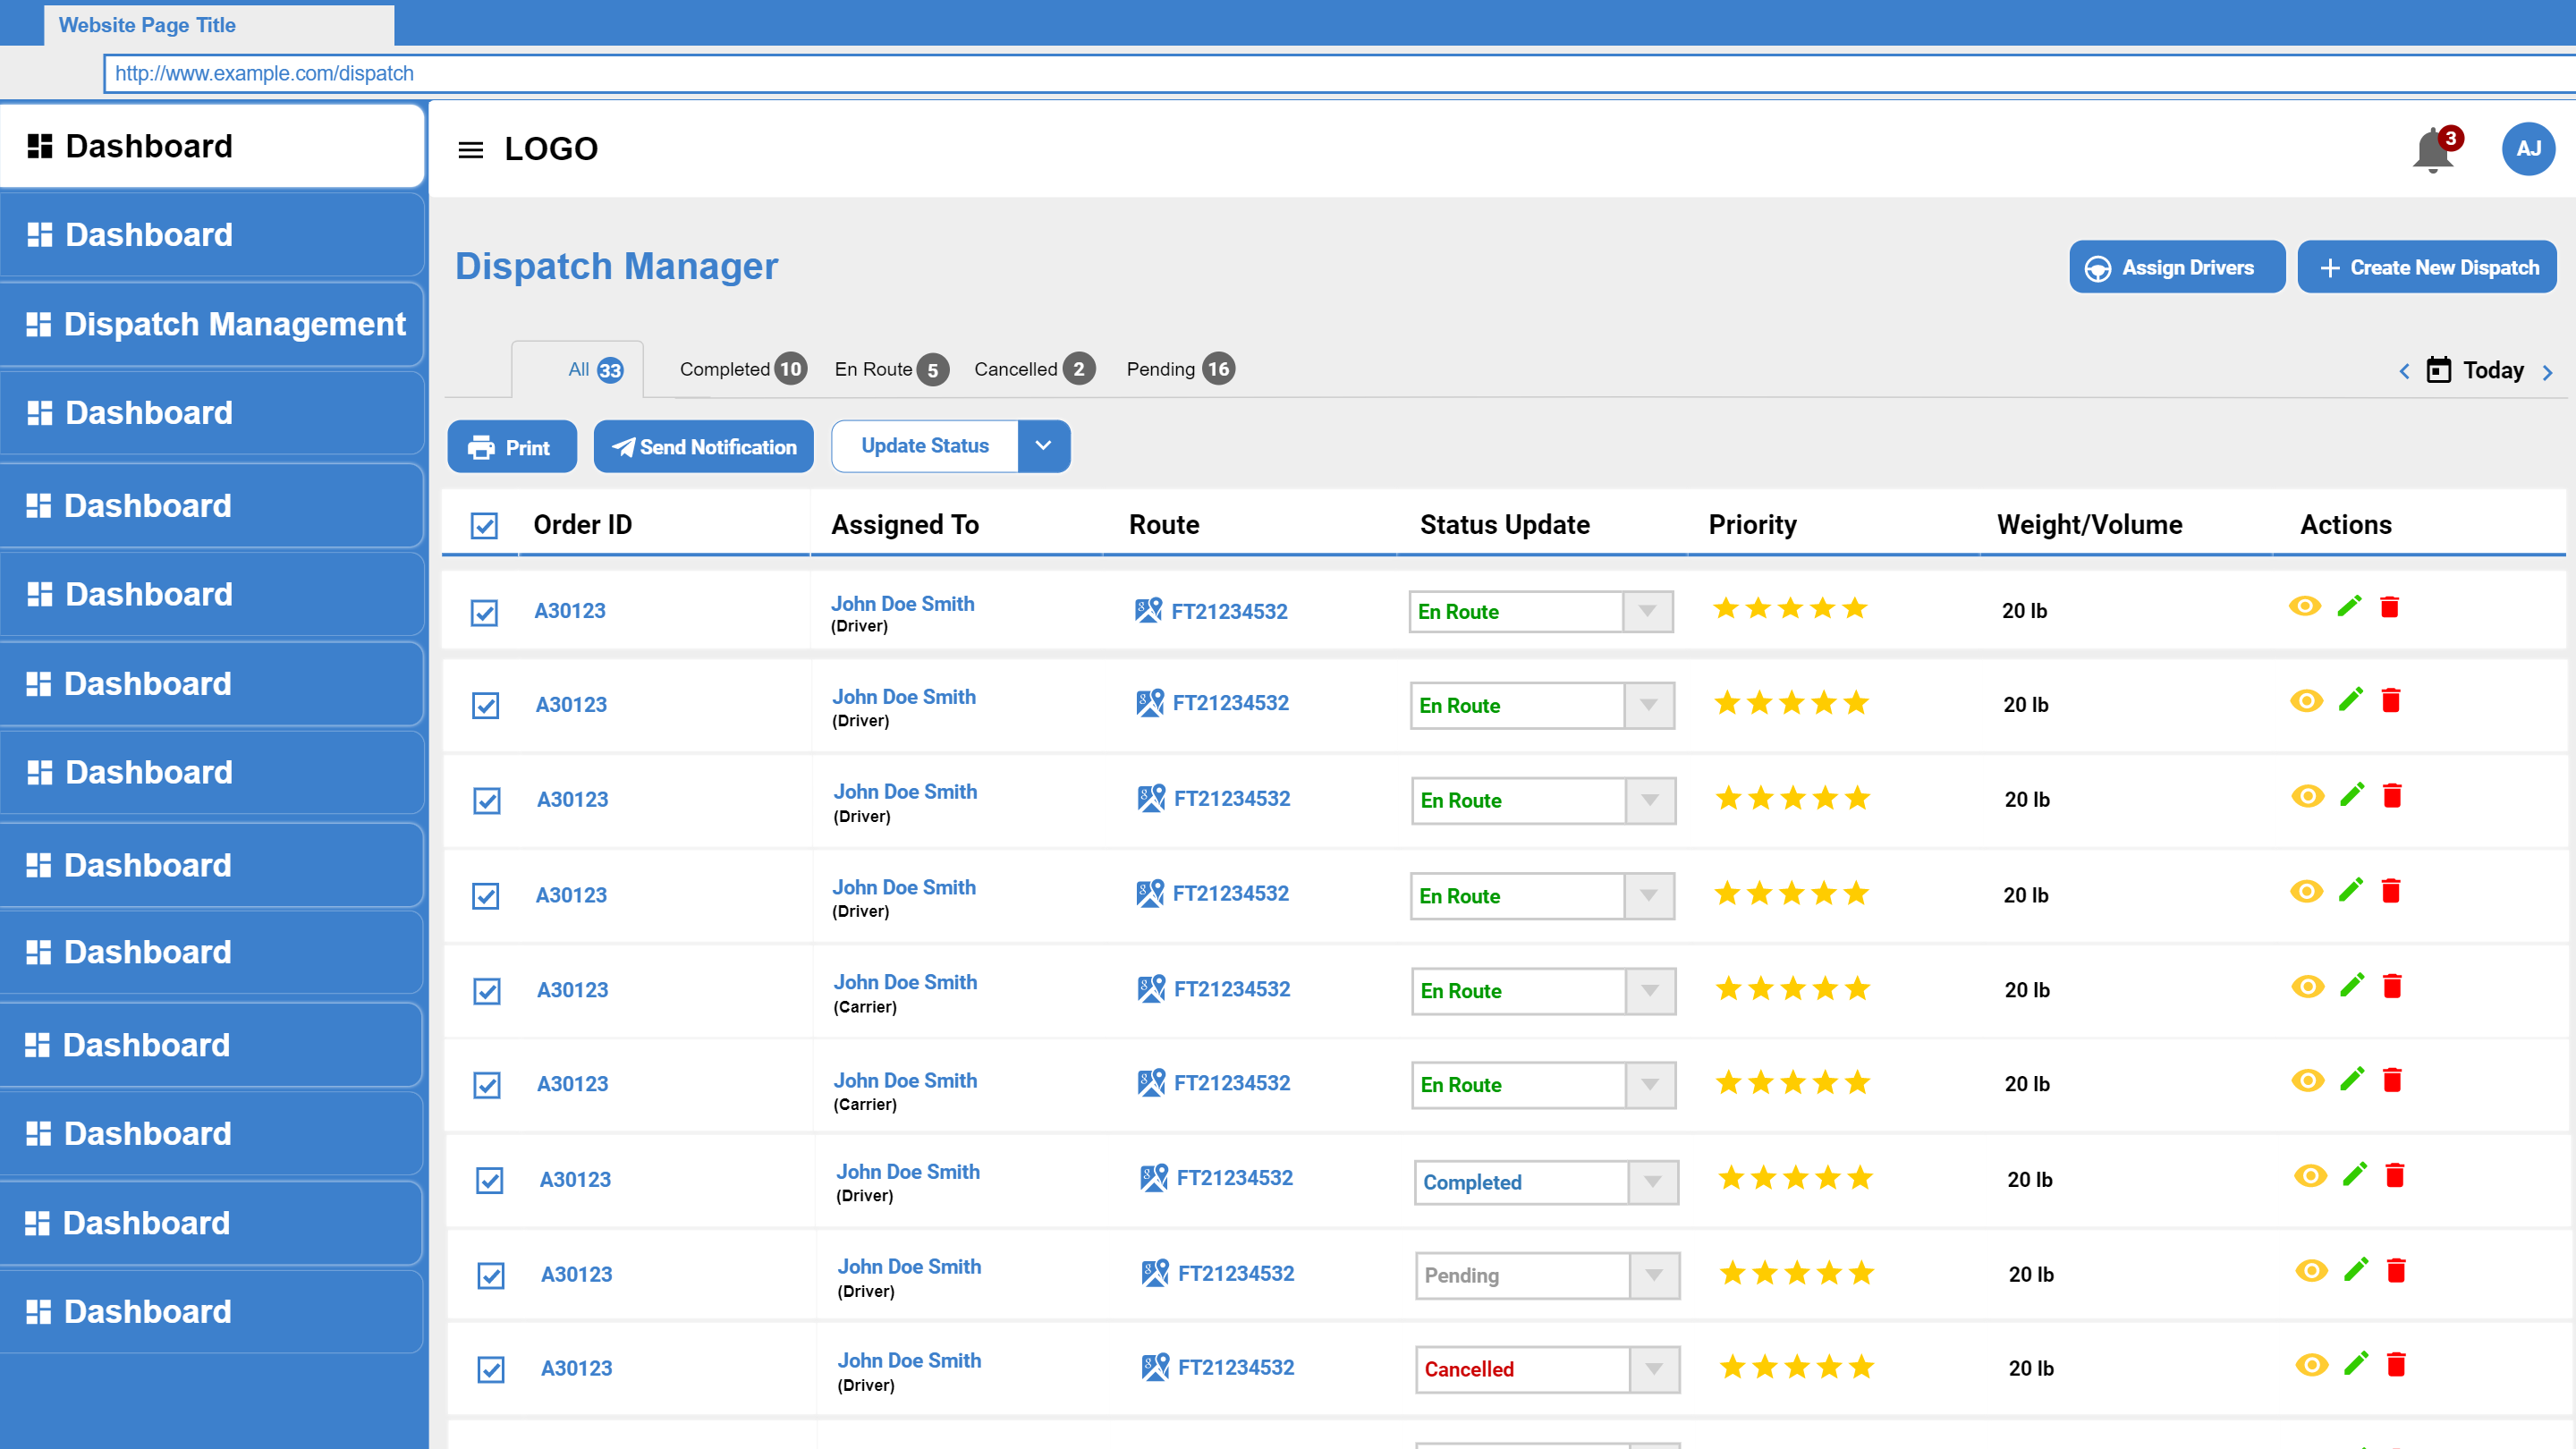 Website Page Title
http://www.example.com/dispatch
Dashboard
Dashboard
Dispatch Management
Dashboard
Dashboard
Dashboard
Dashboard
Dashboard
Dashboard
Dashboard
Dashboard
Dashboard
Dashboard
Dashboard
LOGO
3
AJ
Dispatch Manager
Assign Drivers
Create New Dispatch
All 33 Completed 10 En Route 5 Cancelled 2 Pending 16
Today
Print Send Notification Update Status
Order ID Assigned To Route Status Update Priority Weight/Volume Actions
A30123 John Doe Smith FT21234532 En Route 20 lb
(Driver)
A30123 John Doe Smith FT21234532 En Route 20 lb
(Driver)
A30123 John Doe Smith FT21234532 En Route 20 lb
(Driver)
A30123 John Doe Smith FT21234532 En Route 20 lb
(Driver)
A30123 John Doe Smith FT21234532 En Route 20 lb
(Carrier)
A30123 John Doe Smith FT21234532 En Route 20 lb
(Carrier)
A30123 John Doe Smith FT21234532 Completed 20 lb
(Driver)
A30123 John Doe Smith FT21234532 Pending 20 lb
(Driver)
A30123 John Doe Smith FT21234532 Cancelled 20 lb
(Driver)